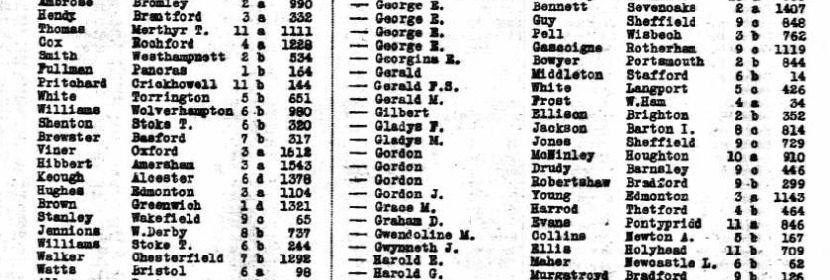 Ambrose Bromley 2 a 990
Hendy Brentford 3 a 332
Thomas Merthyr T. 11 a 1111
Cox Rochford 4 a 1228
Smith Westhampnett 2 b 534
Pullman Pancras 1 b 164
Pritchard Crickhowell 11 b 144
White Torrington 5 b 651
Williams Wolverhampton 6 b 980
Shenton Stoke T. 6 b 320
Brewster Basford 7 b 317
Viner Oxford 3 a 1612
Hibbert Amersham 3 a 1543
Keough Alcester 6 d 1378
Hughes Edmonton 3 a 1104
Brown Greenwich 1 d 1321
Stanley Wakefield 9 c 65
Jennions W.Derby 8 b 737
Williams Stoke T. 6 b 244
Walker Chesterfield 7 b 1292
Watts Bristol 6 a 98
— George E. Bennett Sevenoaks 2 a 1407
— George E. Guy Sheffield 9 c 848
— George E. Pell Wisbech 3 b 762
— George E. Gascoigne Rotherham 9 c 1119
— Georgina E. Bowyer Portsmouth 2 b 844
— Gerald Middleton Stafford 6 b 14
— Gerald F.S. White Langport 5 c 426
— Gerald M. Frost W.Ham 4 a 34
— Gilbert Ellison Brighton 2 b 352
— Gladys F. Jackson Barton I. 8 c 814
— Gladys M. Jones Sheffield 9 c 729
— Gordon McKinley Houghton 10 a 910
— Gordon Drudy Barnsley 9 c 446
— Gordon Robertshaw Bradford 9 b 299
— Gordon J. Young Edmonton 3 a 1143
— Grace M. Harrod Thetford 4 b 464
— Graham D. Evans Pontypridd 11 a 846
— Gwendoline M. Collins Newton A. 5 b 167
— Gwynneth J. Ellis Holyhead 11 b 709
— Harold E. Maher Newcastle L. 6 b 62
— Harold G. Murgatroyd Bradford 9 b 126